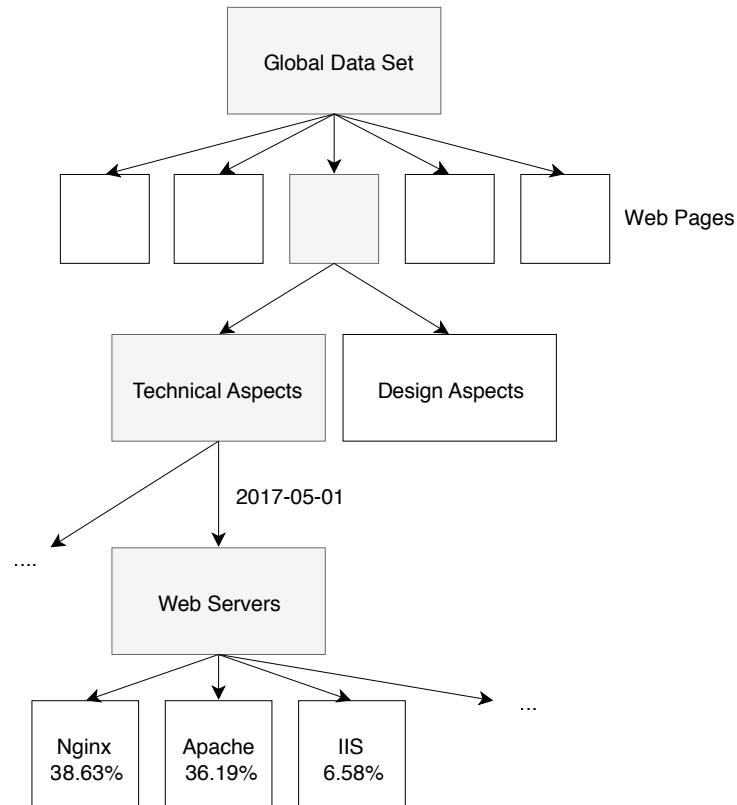 Global Data Set
Web Pages
Technical Aspects
Design Aspects
2017-05-01
....
Web Servers
...
Nginx
38.63%
Apache
36.19%
IIS
6.58%